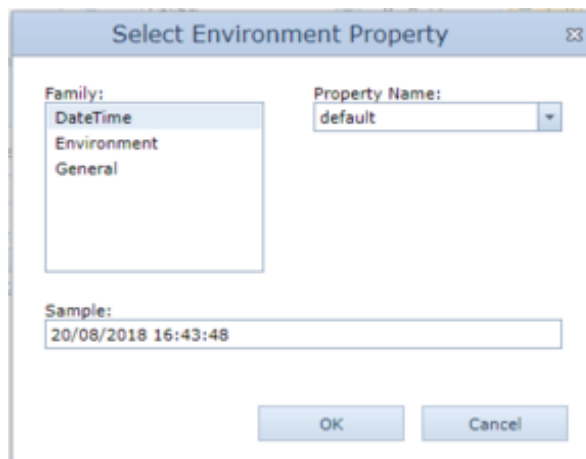 Select Environment Property
Family:
DateTime
Environment
General
Property Name:
default
Sample:
20/08/2018 16:43:48
OK
Cancel